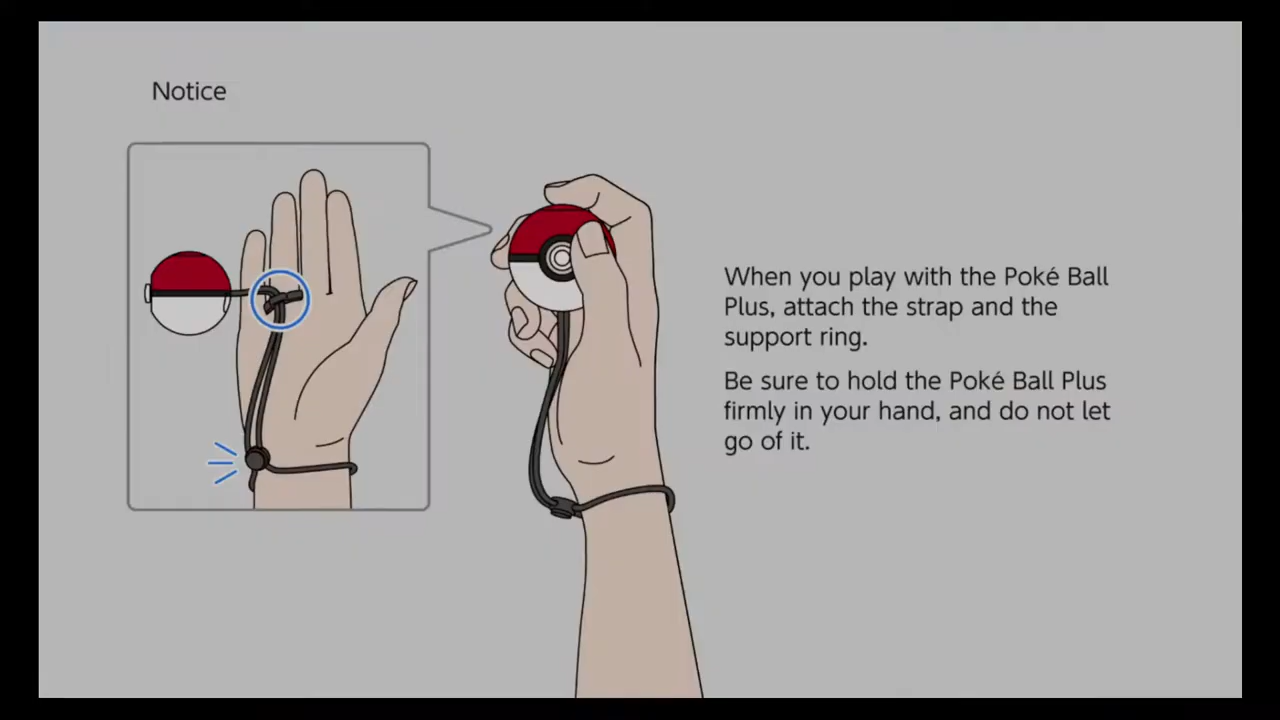 Notice
When you play with the Poké Ball
Plus, attach the strap and the
support ring.
Be sure to hold the Poké Ball Plus
firmly in your hand, and do not let
go of it.